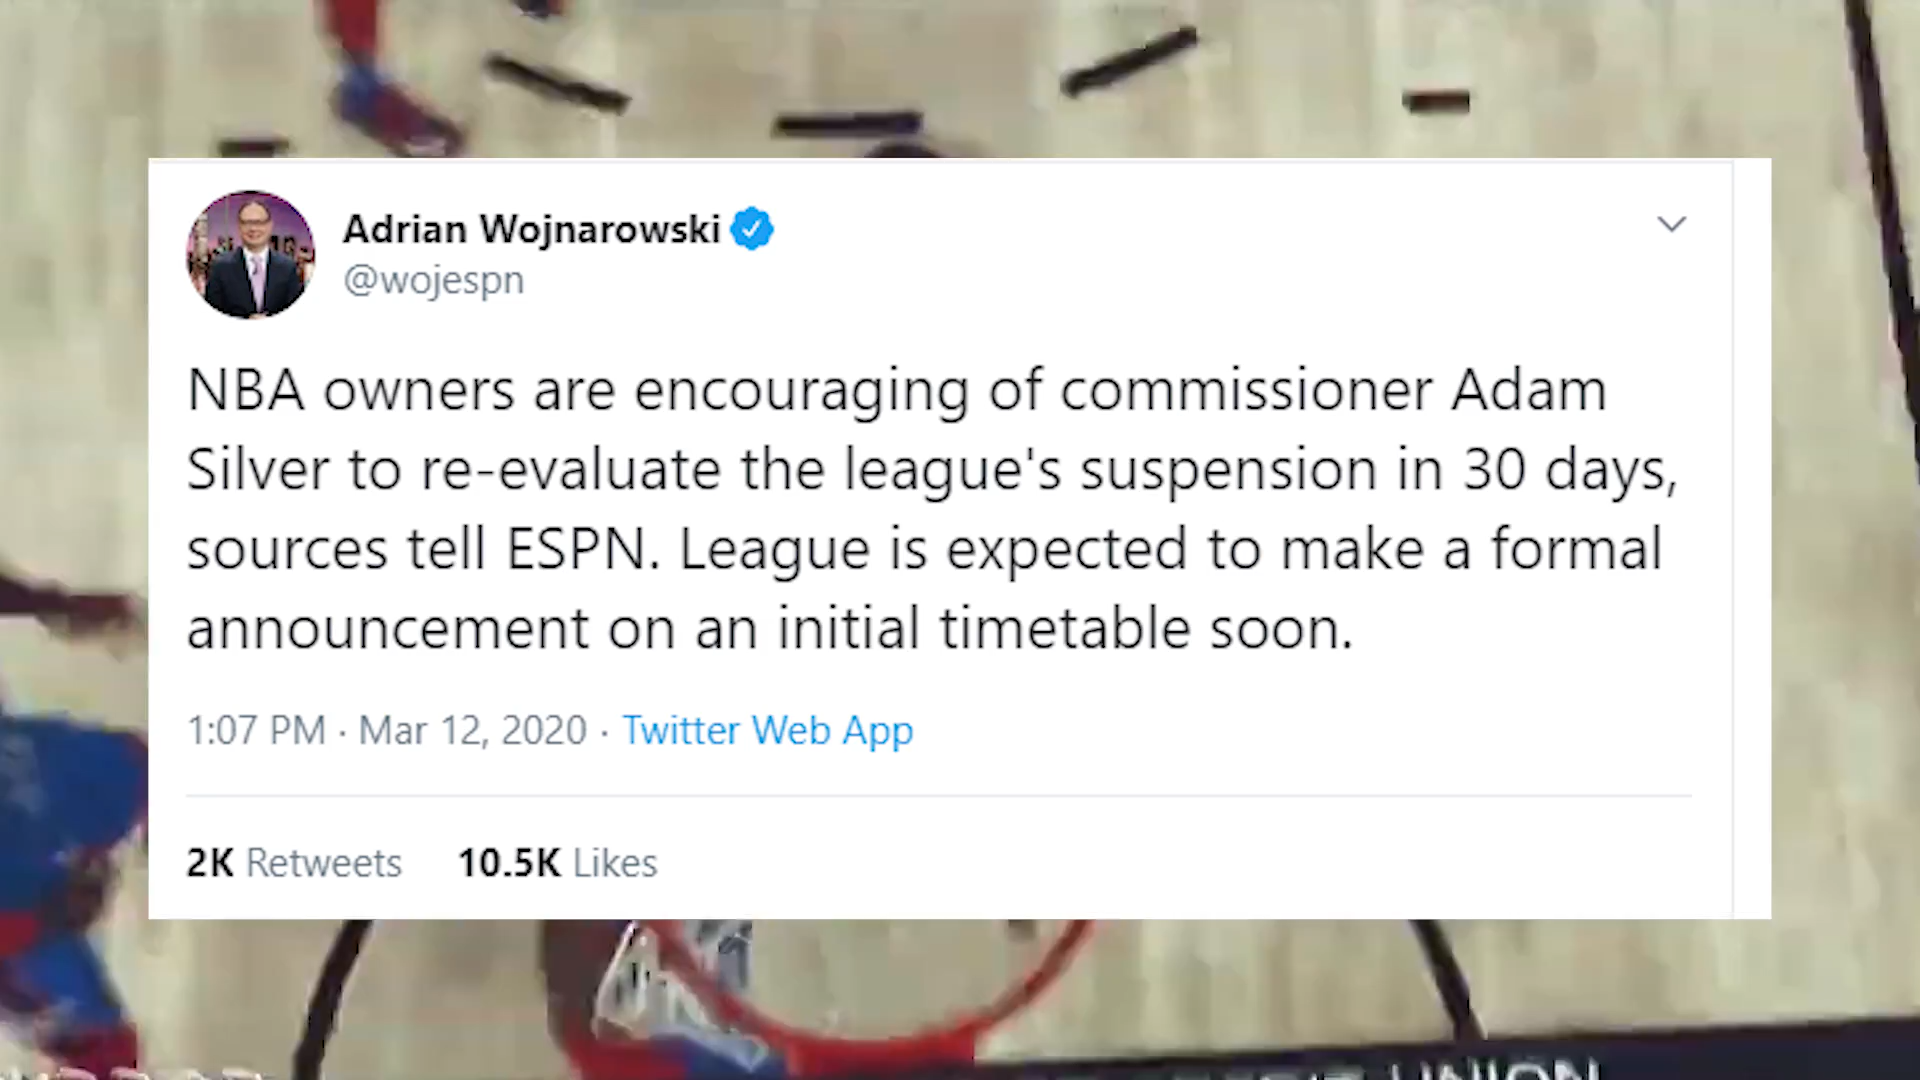 Adrian Wojnarowski
@wojespn
NBA owners are encouraging of commissioner Adam
Silver to re-evaluate the league's suspension in 30 days,
sources tell ESPN. League is expected to make a formal
announcement on an initial timetable soon.
1:07 PM · Mar 12, 2020 · Twitter Web App
2K Retweets 10.5K Likes
UNION